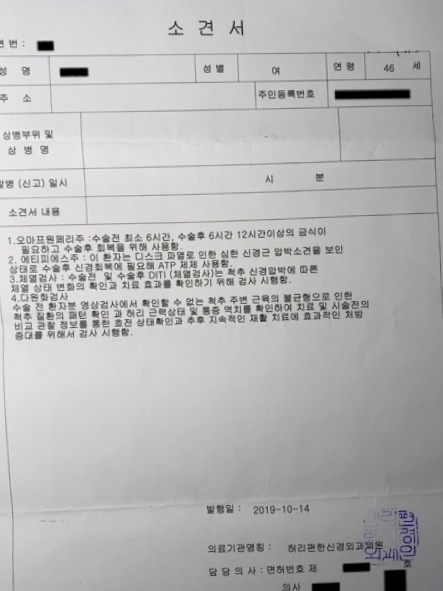 소 견 서
번 :
성 명 성 별 여 연 령 46 세
주 소 주민등록번호
상병부위 및
상 병 명
발병 (신고) 일시 시 분
소견서 내용
1.오마프원페리주 :수술전 최소 6시간, 수술후 6시간 12시간이상의 금식이
필요하고 수술후 회복을 위해 사용함.
2. 에티피에스주 : 이 환자는 디스크 파열로 인한 심한 신경근 압박소견을 보인
상태로 수술후 신경회복에 필요해 ATP 제제 사용함.
3.체열검사 : 수술전 및 수술후 DITI (체열검사)는 척추 신경압박에 따른
체열 상태 변화의 확인과 치료 효과를 확인하기 위해 검사 시행함.
4.다원화검사
수술 전 환자분 영상검사에서 확인할 수 없는 척추 주변 근육의 불균형으로 인한
척추 질환의 패턴 확인 과 허리 근력상태 및 통증 역치를 확인하여 치료 및 시술전의
비교 관찰 정보를 통한 호전 상태확인과 추후 지속적인 재활 치료에 효과적인 처방
증대를 위해서 검사 시행함.
발행일 : 2019-10-14
의료기관명칭 : 허리편한신경외과의원
담 당 의 사 : 면허번호 제 호
의사